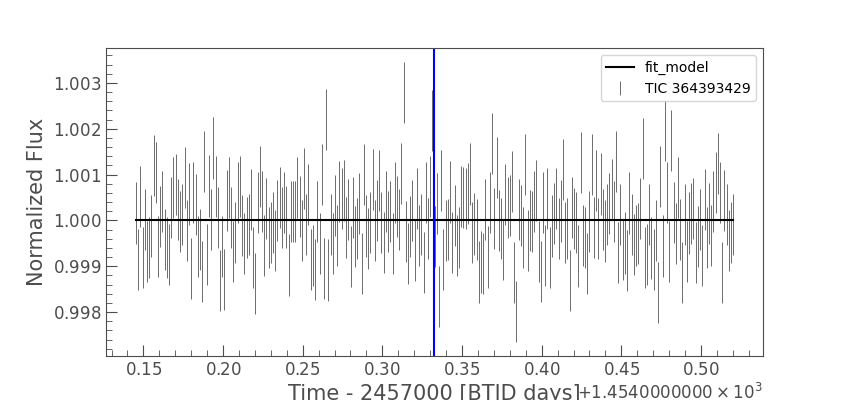 fit_model
TIC 364393429
1.003
1.002
1.001
1.000
0.999
0.998
Normalized Flux
0.15 0.20 0.25 0.30 0.35 0.40 0.45 0.50
Time - 2457000 [BTJD days]
+1.4540000000 × 10³